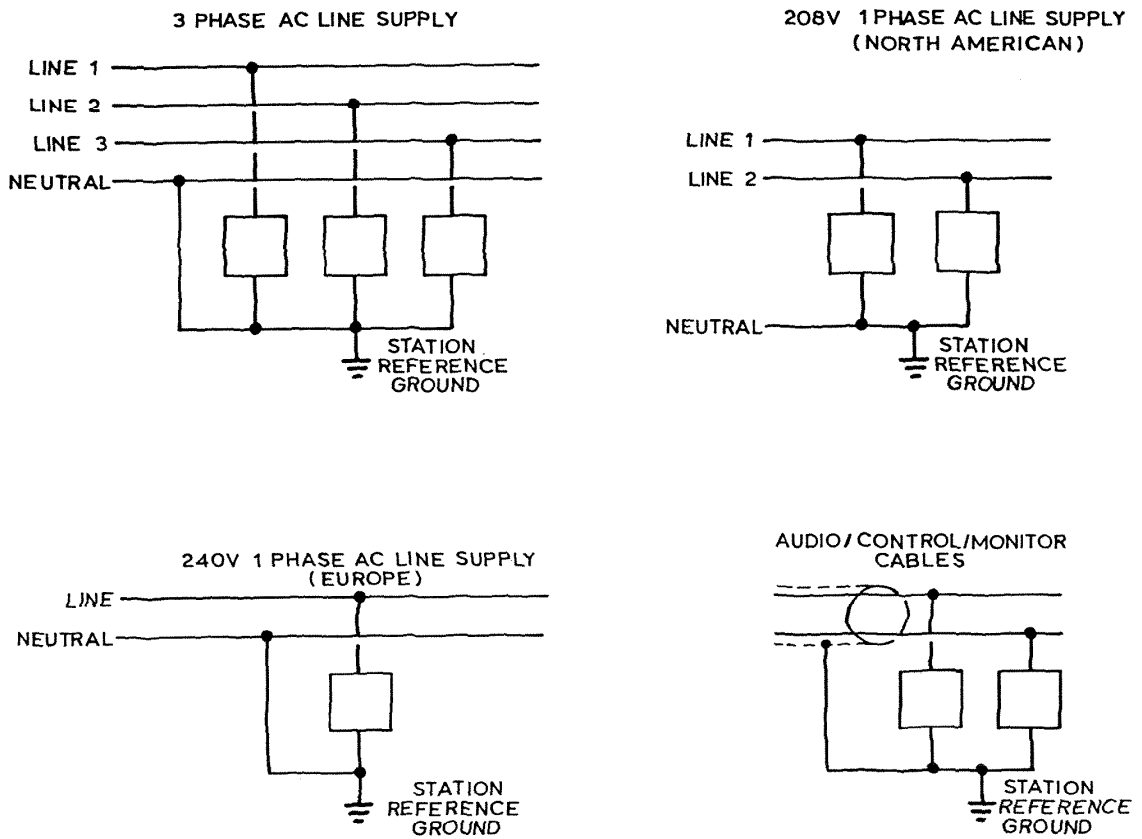 3 PHASE AC LINE SUPPLY
LINE 1
LINE 2
LINE 3
NEUTRAL
STATION
REFERENCE
GROUND
208V 1 PHASE AC LINE SUPPLY
(NORTH AMERICAN)
LINE 1
LINE 2
NEUTRAL
STATION
REFERENCE
GROUND
240V 1 PHASE AC LINE SUPPLY
(EUROPE)
LINE
NEUTRAL
STATION
REFERENCE
GROUND
AUDIO/CONTROL/MONITOR
CABLES
STATION
REFERENCE
GROUND